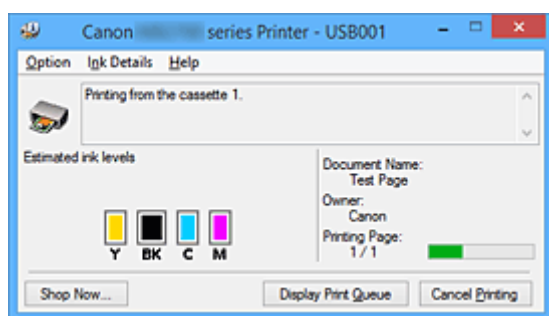 Canon series Printer - USB001
Option Ink Details Help
Printing from the cassette 1.
Estimated ink levels
Y BK C M
Document Name:
Test Page
Owner:
Canon
Printing Page:
1 / 1
Shop Now... Display Print Queue Cancel Printing